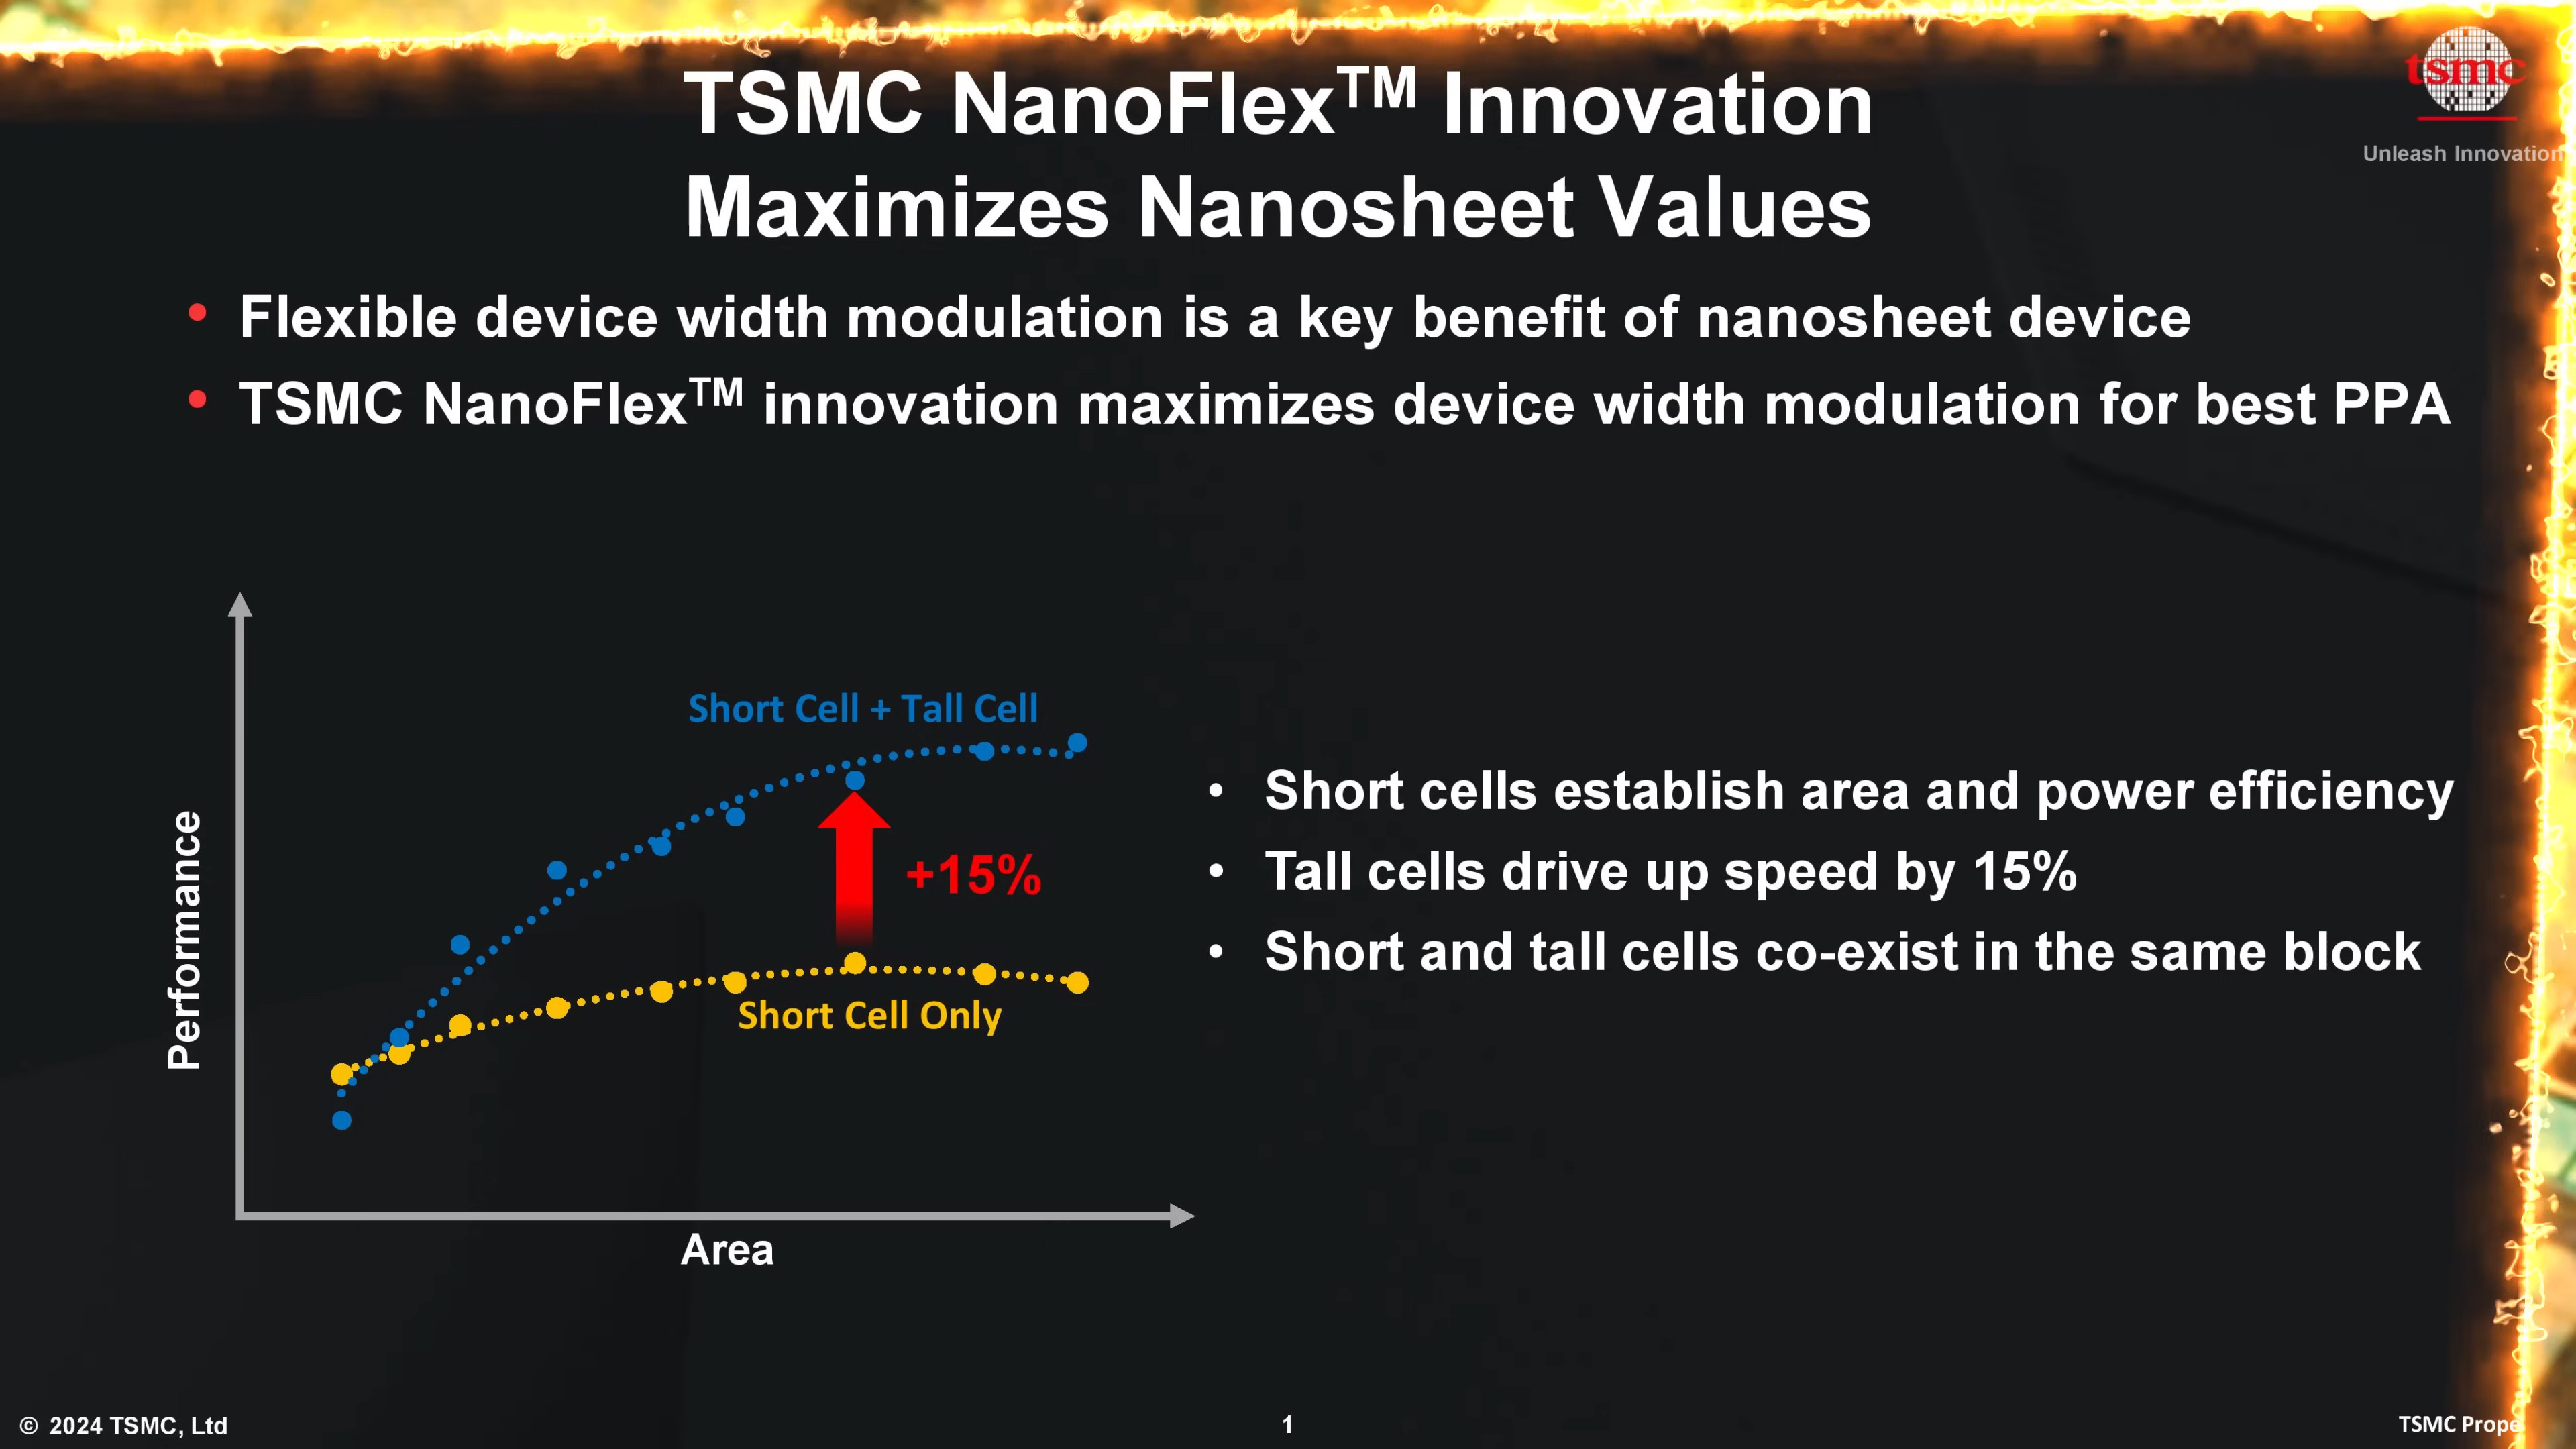 tsmc
Unleash Innovation
TSMC NanoFlex™ Innovation
Maximizes Nanosheet Values
• Flexible device width modulation is a key benefit of nanosheet device
• TSMC NanoFlex™ innovation maximizes device width modulation for best PPA
Performance
Short Cell + Tall Cell
+15%
Short Cell Only
Area
• Short cells establish area and power efficiency
• Tall cells drive up speed by 15%
• Short and tall cells co-exist in the same block
© 2024 TSMC, Ltd
1
TSMC Prope